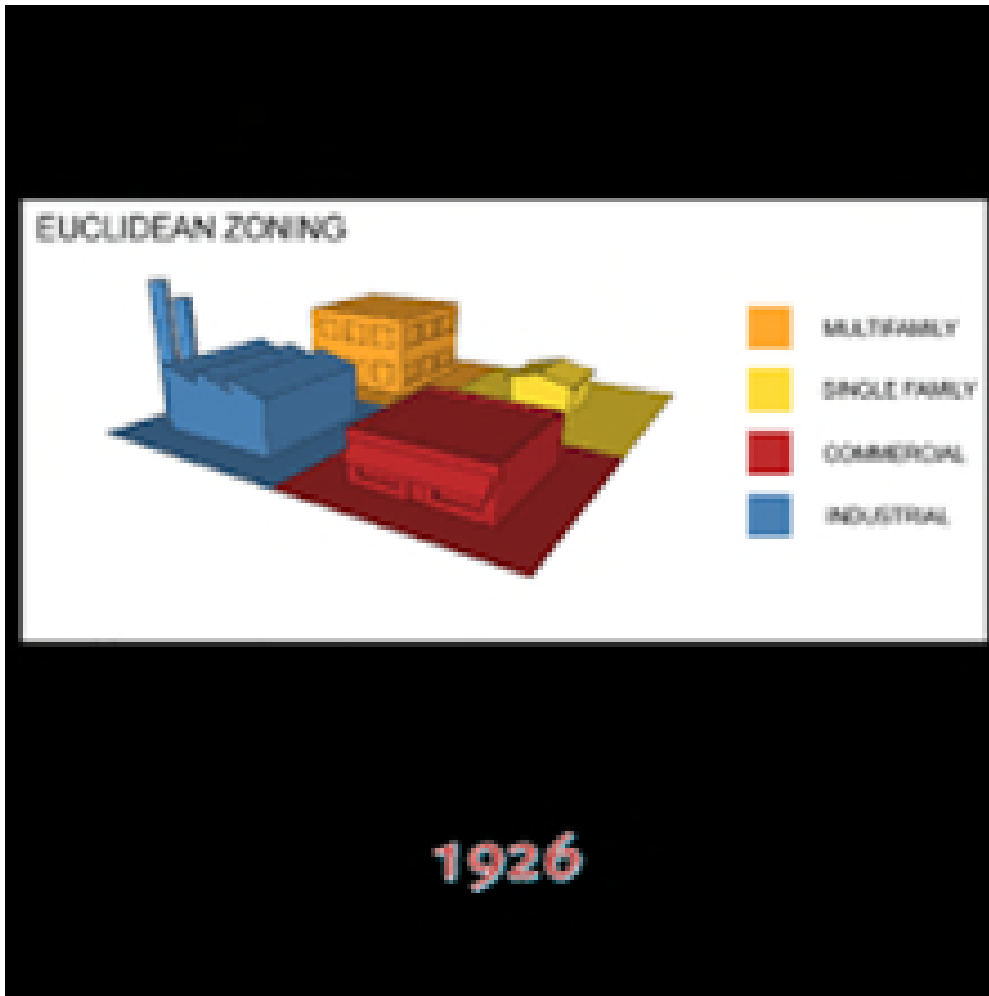 EUCLIDEAN ZONING
MULTIFAMILY
SINGLE FAMILY
COMMERCIAL
INDUSTRIAL
1926